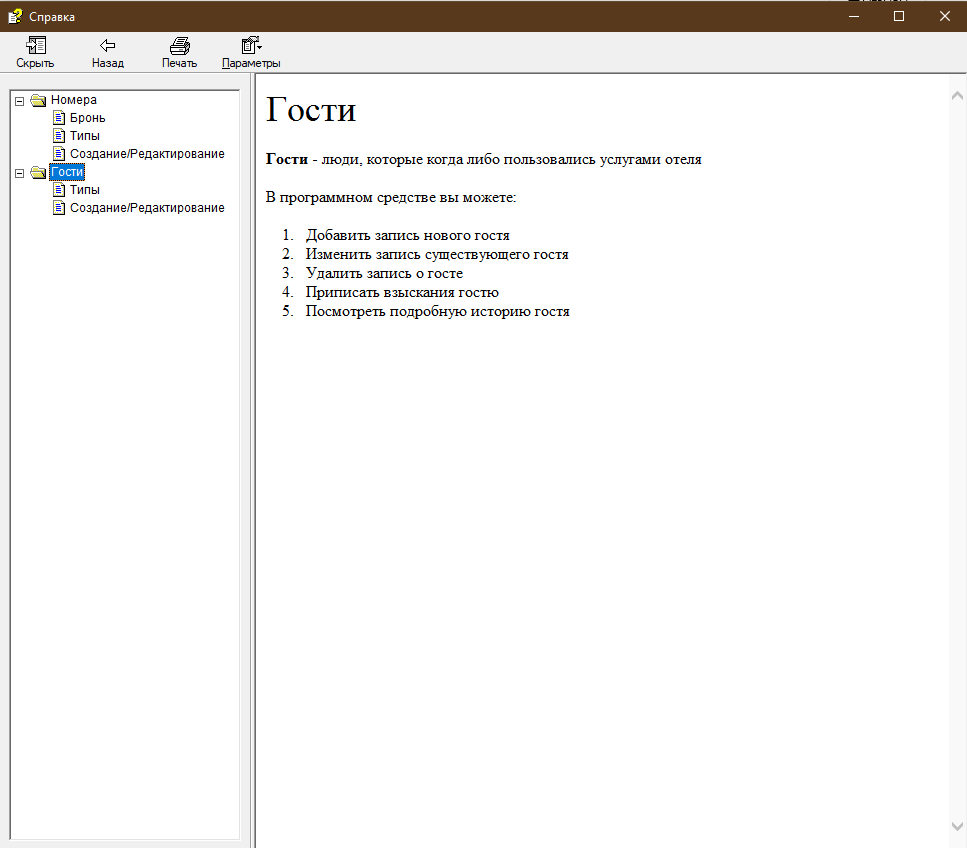 Справка
Скрыть
Назад
Печать
Параметры
Номера
Бронь
Типы
Создание/Редактирование
Гости
Типы
Создание/Редактирование
Гости
Гости - люди, которые когда либо пользовались услугами отеля
В программном средстве вы можете:
1. Добавить запись нового гостя
2. Изменить запись существующего гостя
3. Удалить запись о госте
4. Приписать взыскания гостю
5. Посмотреть подробную историю гостя